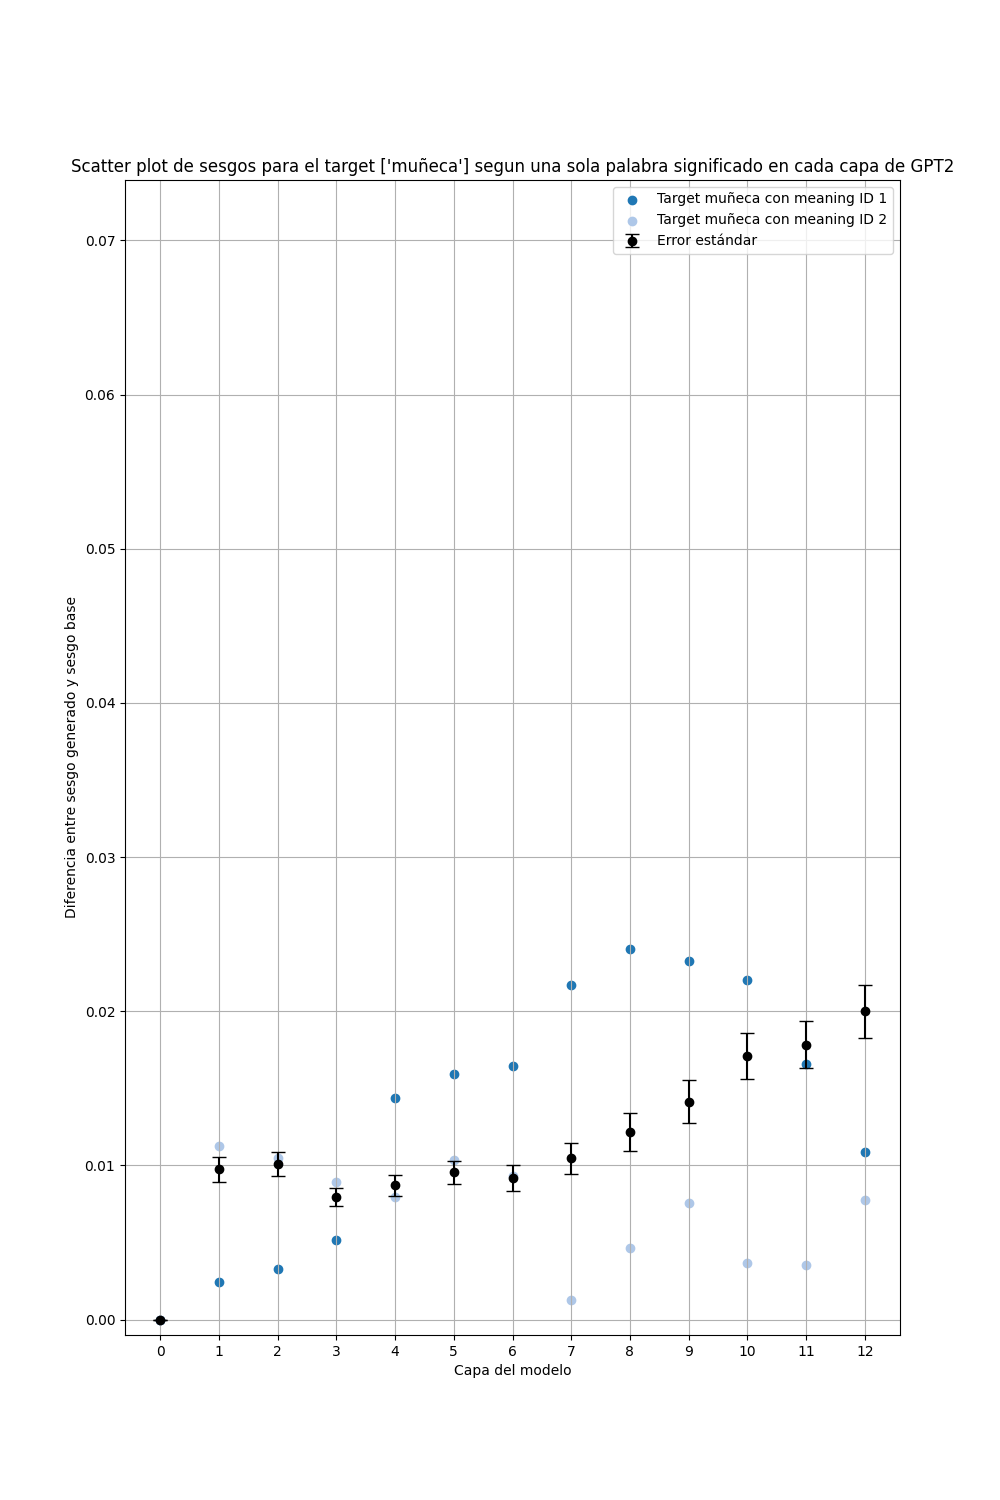 Scatter plot de sesgos para el target ['muñeca'] segun una sola palabra significado en cada capa de GPT2
Target muñeca con meaning ID 1
Target muñeca con meaning ID 2
Error estándar
0.07
0.06
0.05
0.04
0.03
0.02
0.01
0.00
Diferencia entre sesgo generado y sesgo base
0 1 2 3 4 5 6 7 8 9 10 11 12
Capa del modelo